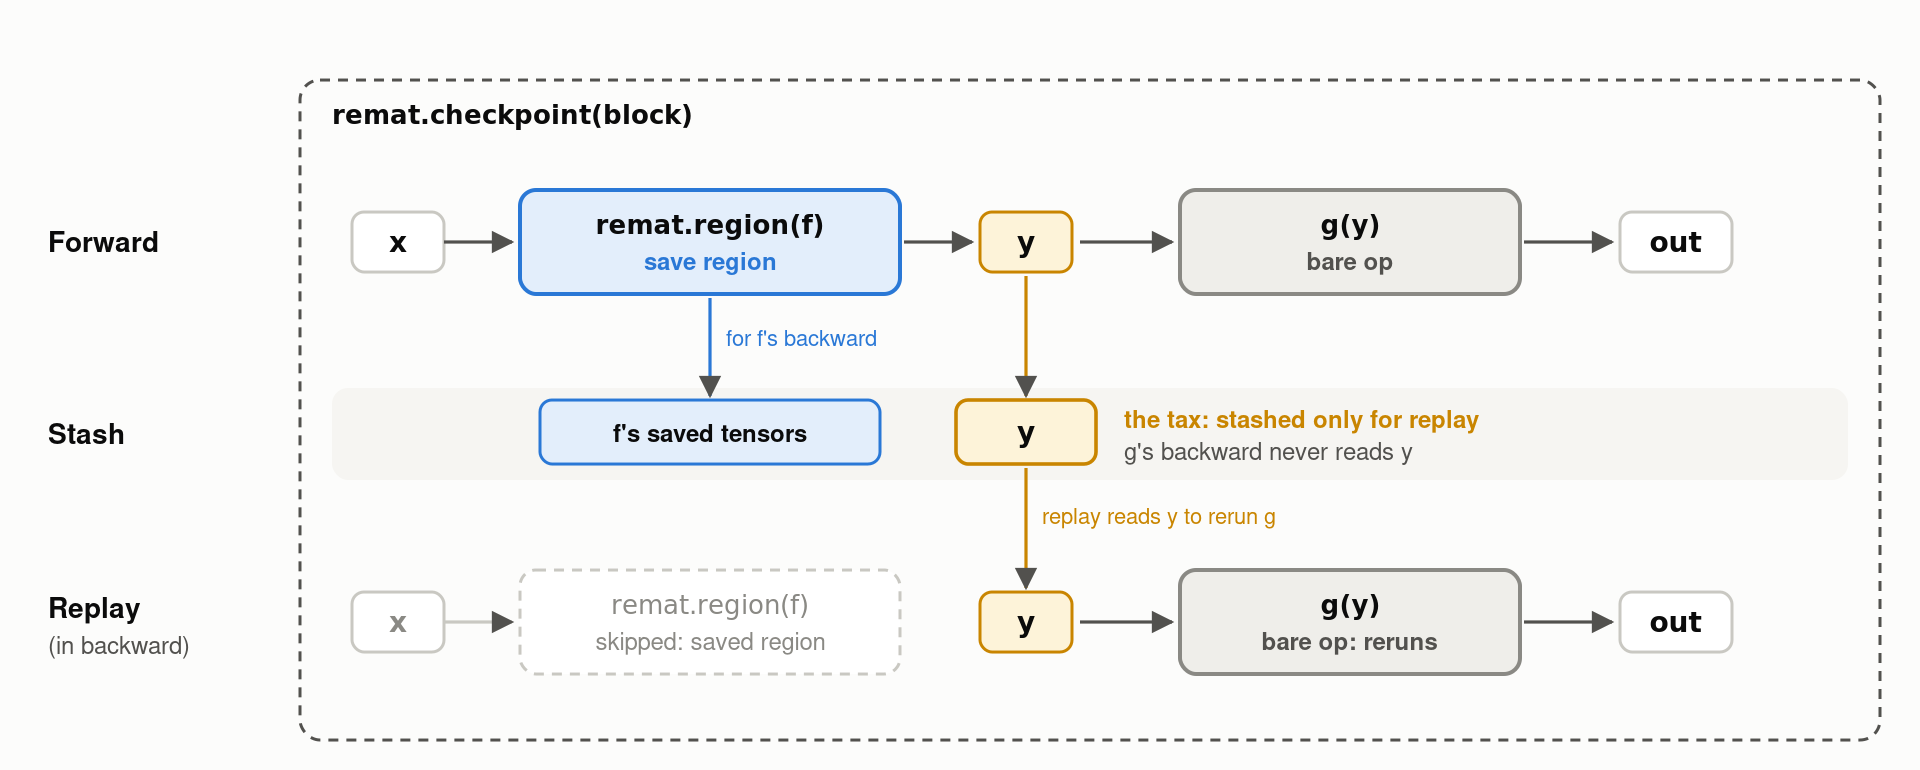 remat.checkpoint(block)
Forward
x
remat.region(f)
save region
y
g(y)
bare op
out
for f's backward
Stash
f's saved tensors
y
the tax: stashed only for replay
g's backward never reads y
replay reads y to rerun g
Replay
(in backward)
x
remat.region(f)
skipped: saved region
y
g(y)
bare op: reruns
out